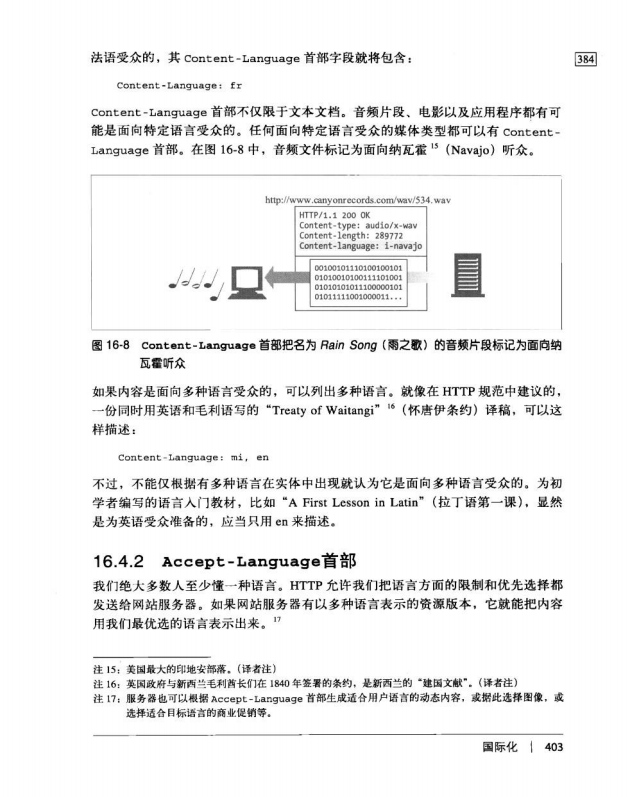 法语受众的，其 Content-Language 首部字段就将包含：
384
Content-Language: fr
Content-Language 首部不仅限于文本文档。音频片段、电影以及应用程序都有可
能是面向特定语言受众的。任何面向特定语言受众的媒体类型都可以有 Content-
Language 首部。在图 16-8 中，音频文件标记为面向纳瓦霍 15（Navajo）听众。
http://www.canyonrecords.com/wav/534.wav
HTTP/1.1 200 OK
Content-type: audio/x-wav
Content-length: 289772
Content-language: i-navajo
00100101110100100101
01010010100111101001
01010101011100000101
01011111001000011...
图 16-8 Content-Language 首部把名为 Rain Song（雨之歌）的音频片段标记为面向纳
瓦霍听众
如果内容是面向多种语言受众的，可以列出多种语言。就像在 HTTP 规范中建议的，
一份同时用英语和毛利语写的“Treaty of Waitangi”16（怀唐伊条约）译稿，可以这
样描述：
Content-Language: mi, en
不过，不能仅根据有多种语言在实体中出现就认为它是面向多种语言受众的。为初
学者编写的语言入门教材，比如“A First Lesson in Latin”（拉丁语第一课），显然
是为英语受众准备的，应当只用 en 来描述。
16.4.2 Accept-Language首部
我们绝大多数人至少懂一种语言。HTTP 允许我们把语言方面的限制和优先选择都
发送给网站服务器。如果网站服务器有以多种语言表示的资源版本，它就能把内容
用我们最优选的语言表示出来。17
注 15：美国最大的印地安部落。（译者注）
注 16：英国政府与新西兰毛利酋长们在 1840 年签署的条约，是新西兰的“建国文献”。（译者注）
注 17：服务器也可以根据 Accept-Language 首部生成适合用户语言的动态内容，或据此选择图像，或
选择适合目标语言的商业促销等。
国际化 | 403